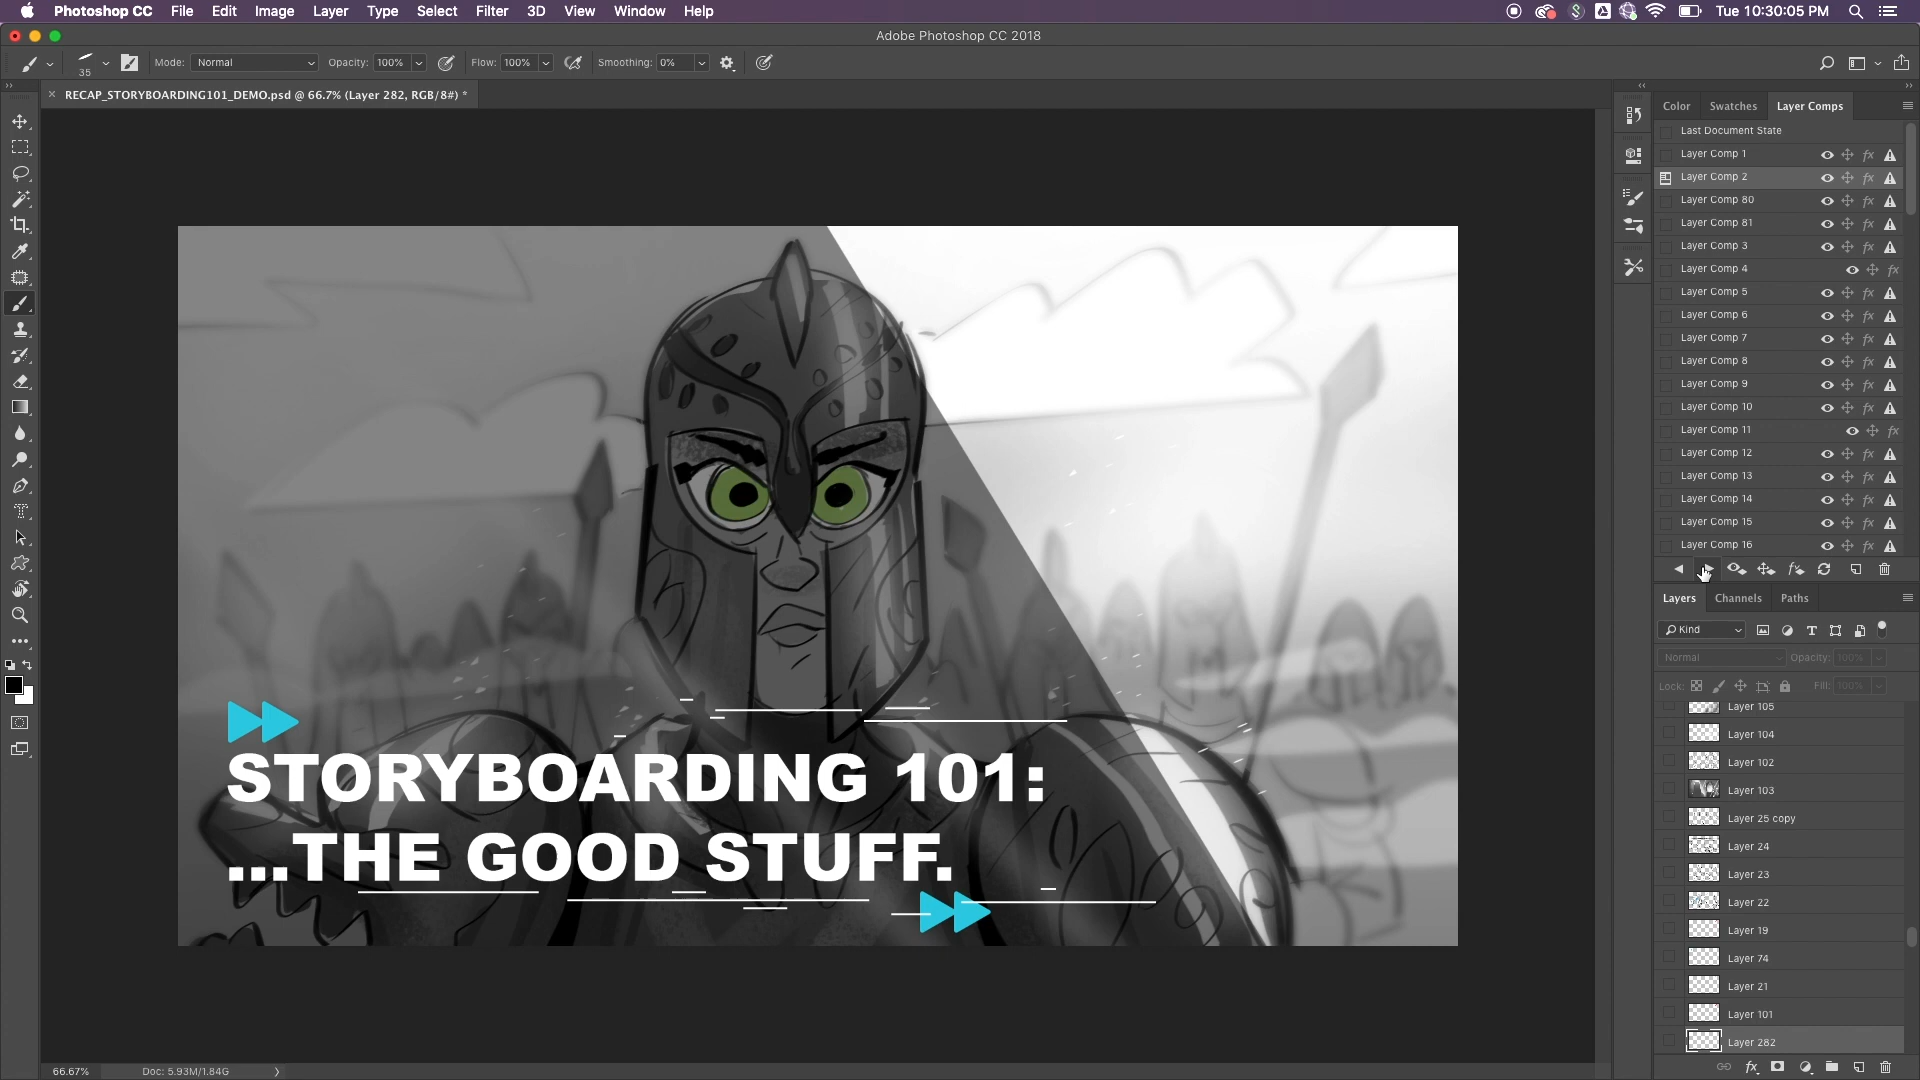 Photoshop CC File Edit Image Layer Type Select Filter 3D View Window Help Tue 10:30:05 PM
Adobe Photoshop CC 2018
35 Mode: Normal Opacity: 100% Flow: 100% Smoothing: 0%
RECAP_STORYBOARDING101_DEMO.psd @ 66.7% (Layer 282, RGB/8#) *
Color Swatches Layer Comps
Last Document State
Layer Comp 1
Layer Comp 2
Layer Comp 80
Layer Comp 81
Layer Comp 3
Layer Comp 4
Layer Comp 5
Layer Comp 6
Layer Comp 7
Layer Comp 8
Layer Comp 9
Layer Comp 10
Layer Comp 11
Layer Comp 12
Layer Comp 13
Layer Comp 14
Layer Comp 15
Layer Comp 16
Layers Channels Paths
Kind
Normal Opacity: 100%
Lock: Fill: 100%
Layer 105
Layer 104
Layer 102
Layer 103
Layer 25 copy
Layer 24
Layer 23
Layer 22
Layer 19
Layer 74
Layer 21
Layer 101
Layer 282
STORYBOARDING 101:
...THE GOOD STUFF.
66.67% Doc: 5.93M/1.84G